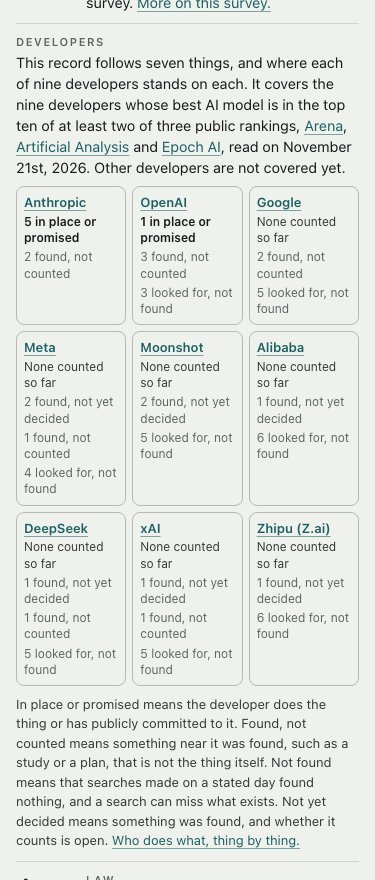 survey. More on this survey.
DEVELOPERS
This record follows seven things, and where each
of nine developers stands on each. It covers the
nine developers whose best AI model is in the top
ten of at least two of three public rankings, Arena,
Artificial Analysis and Epoch AI, read on November
21st, 2026. Other developers are not covered yet.
Anthropic
5 in place or
promised
2 found, not
counted
OpenAI
1 in place or
promised
3 found, not
counted
3 looked for, not
found
Google
None counted
so far
2 found, not
counted
5 looked for, not
found
Meta
None counted
so far
2 found, not yet
decided
1 found, not
counted
4 looked for, not
found
Moonshot
None counted
so far
2 found, not yet
decided
5 looked for, not
found
Alibaba
None counted
so far
1 found, not yet
decided
6 looked for, not
found
DeepSeek
None counted
so far
1 found, not yet
decided
1 found, not
counted
5 looked for, not
found
xAI
None counted
so far
1 found, not yet
decided
1 found, not
counted
5 looked for, not
found
Zhipu (Z.ai)
None counted
so far
1 found, not yet
decided
6 looked for, not
found
In place or promised means the developer does the
thing or has publicly committed to it. Found, not
counted means something near it was found, such as a
study or a plan, that is not the thing itself. Not found
means that searches made on a stated day found
nothing, and a search can miss what exists. Not yet
decided means something was found, and whether it
counts is open. Who does what, thing by thing.
LAW